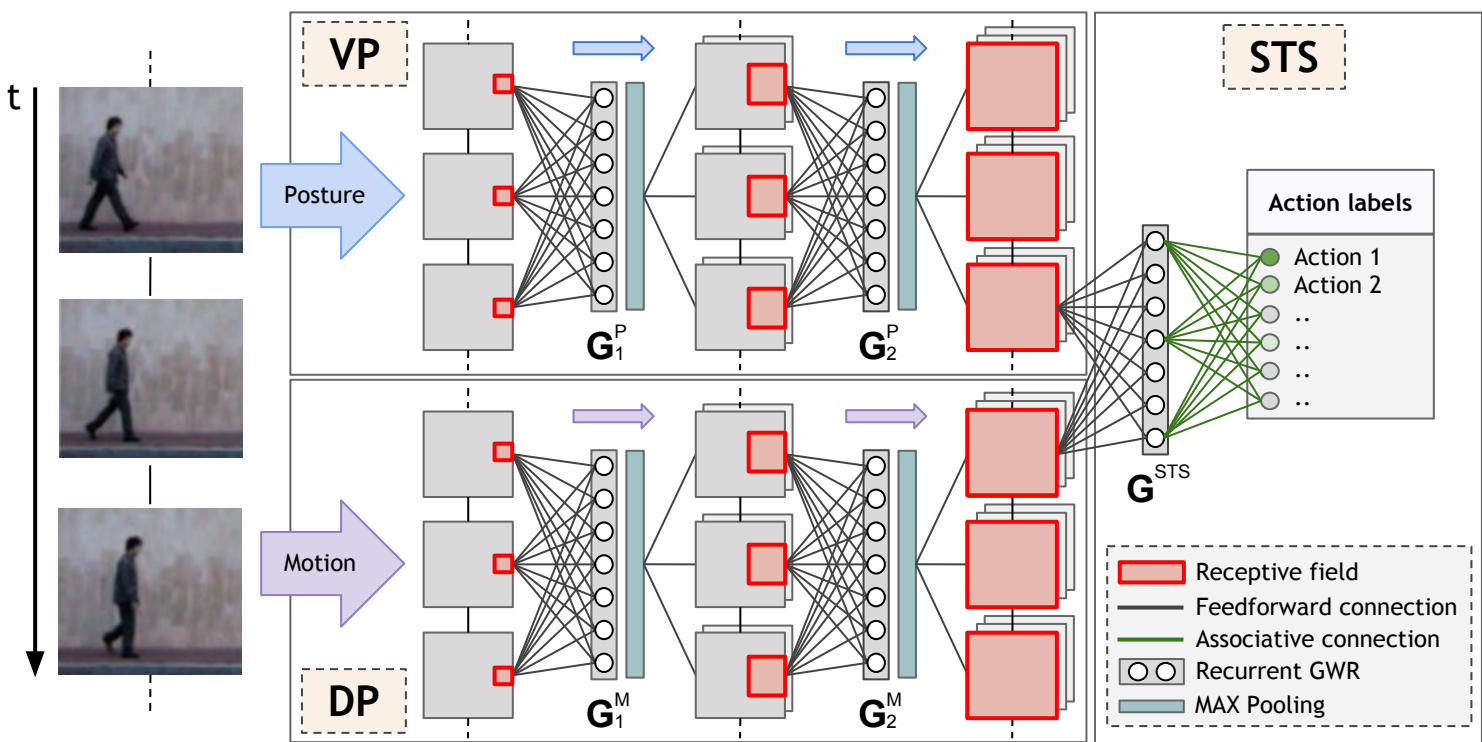 t
VP
Posture
G₁ᴾ
G₂ᴾ
STS
Action labels
Action 1
Action 2
..
..
..
..
Gˢᵀˢ
DP
Motion
G₁ᴹ
G₂ᴹ
Receptive field
Feedforward connection
Associative connection
Recurrent GWR
MAX Pooling